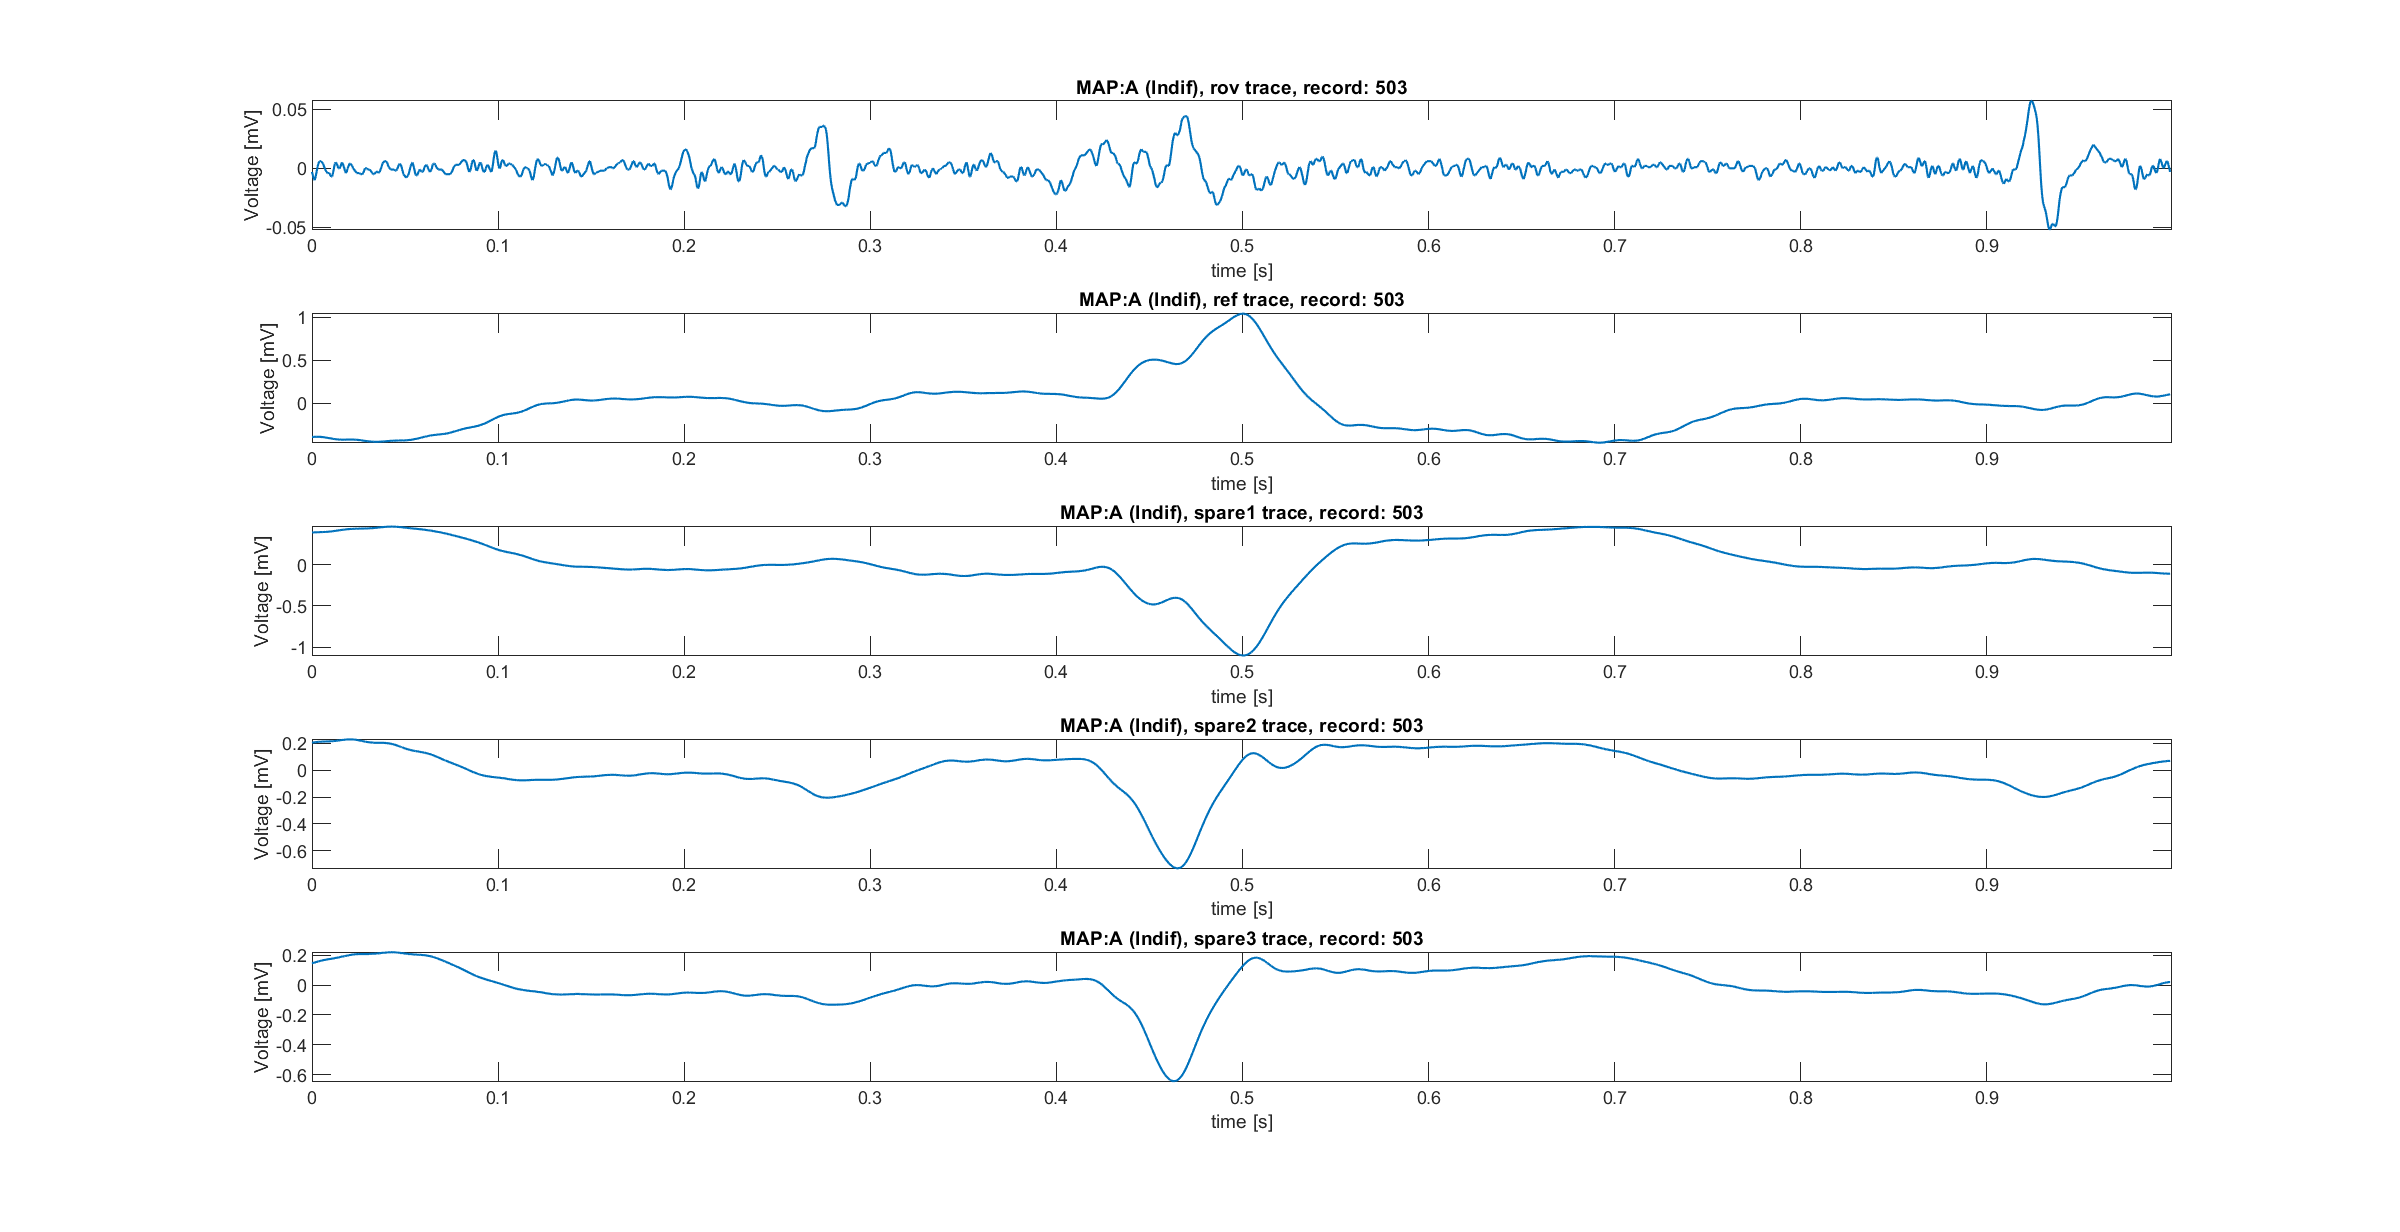 MAP:A (Indif), rov trace, record: 503
Voltage [mV]
0.05
0
-0.05
0 0.1 0.2 0.3 0.4 0.5 0.6 0.7 0.8 0.9
time [s]
MAP:A (Indif), ref trace, record: 503
Voltage [mV]
1
0.5
0
0 0.1 0.2 0.3 0.4 0.5 0.6 0.7 0.8 0.9
time [s]
MAP:A (Indif), spare1 trace, record: 503
Voltage [mV]
0
-0.5
-1
0 0.1 0.2 0.3 0.4 0.5 0.6 0.7 0.8 0.9
time [s]
MAP:A (Indif), spare2 trace, record: 503
Voltage [mV]
0.2
0
-0.2
-0.4
-0.6
0 0.1 0.2 0.3 0.4 0.5 0.6 0.7 0.8 0.9
time [s]
MAP:A (Indif), spare3 trace, record: 503
Voltage [mV]
0.2
0
-0.2
-0.4
-0.6
0 0.1 0.2 0.3 0.4 0.5 0.6 0.7 0.8 0.9
time [s]